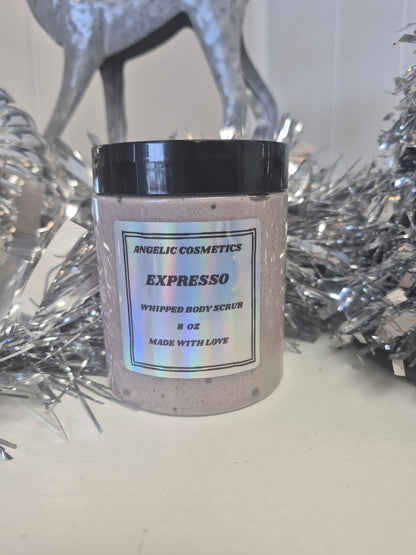 ANGELIC COSMETICS
EXPRESSO
WHIPPED BODY SCRUB
8 OZ
MADE WITH LOVE